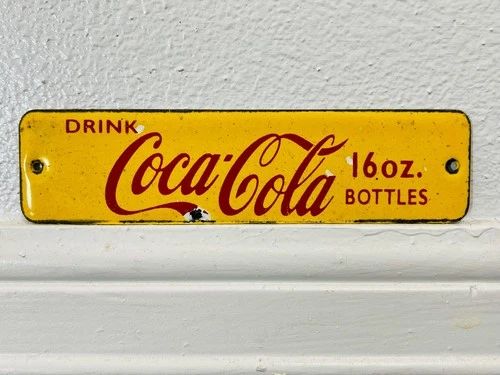 DRINK
Coca-Cola
16oz.
BOTTLES